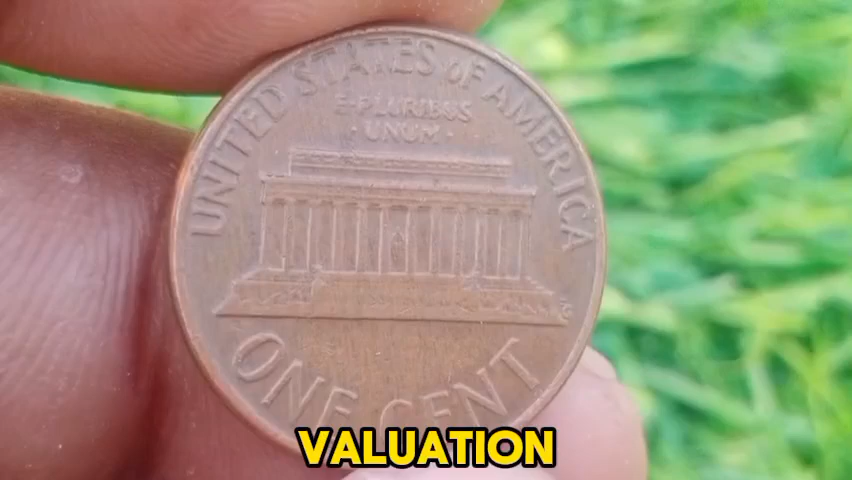 UNITED STATES OF AMERICA
E·PLURIBUS
·UNUM·
ONE CENT
VALUATION